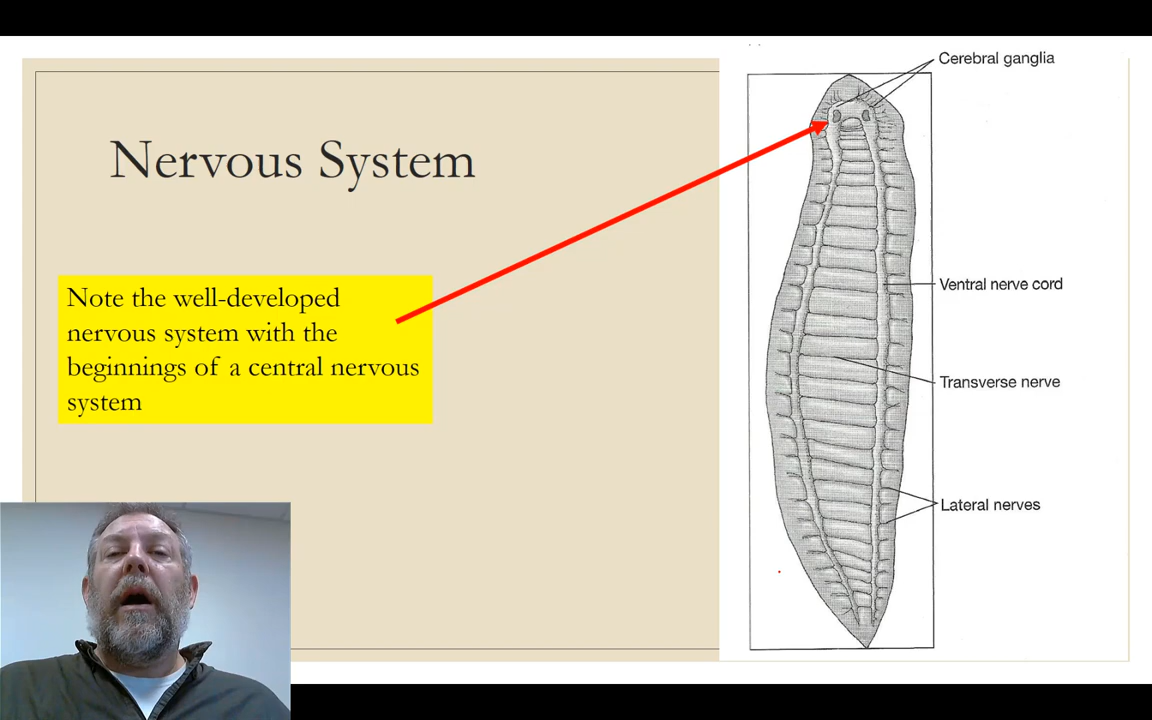 Nervous System
Note the well-developed
nervous system with the
beginnings of a central nervous
system
Cerebral ganglia
Ventral nerve cord
Transverse nerve
Lateral nerves